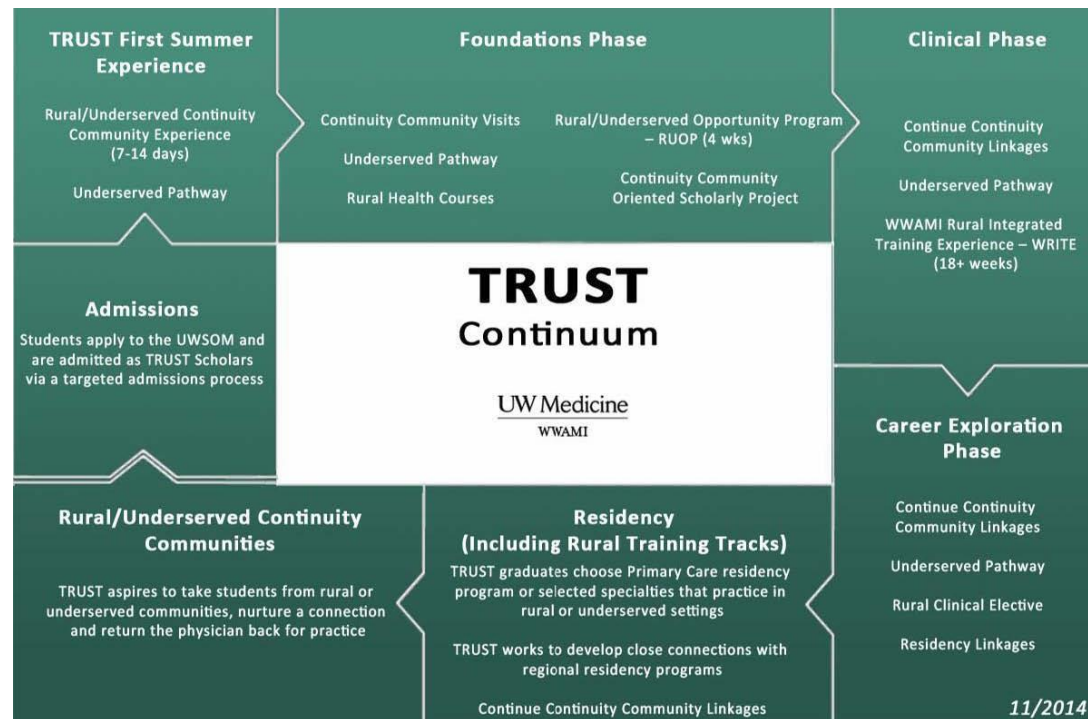 TRUST First Summer
Experience
Rural/Underserved Continuity
Community Experience
(7-14 days)
Underserved Pathway
Foundations Phase
Continuity Community Visits
Underserved Pathway
Rural Health Courses
Rural/Underserved Opportunity Program
– RUOP (4 wks)
Continuity Community
Oriented Scholarly Project
Clinical Phase
Continue Continuity
Community Linkages
Underserved Pathway
WWAMI Rural Integrated
Training Experience – WRITE
(18+ weeks)
Admissions
Students apply to the UWSOM and
are admitted as TRUST Scholars
via a targeted admissions process
TRUST
Continuum
UW Medicine
WWAMI
Career Exploration
Phase
Continue Continuity
Community Linkages
Underserved Pathway
Rural Clinical Elective
Residency Linkages
Rural/Underserved Continuity
Communities
TRUST aspires to take students from rural or
underserved communities, nurture a connection
and return the physician back for practice
Residency
(Including Rural Training Tracks)
TRUST graduates choose Primary Care residency
program or selected specialties that practice in
rural or underserved settings
TRUST works to develop close connections with
regional residency programs
Continue Continuity Community Linkages
11/2014